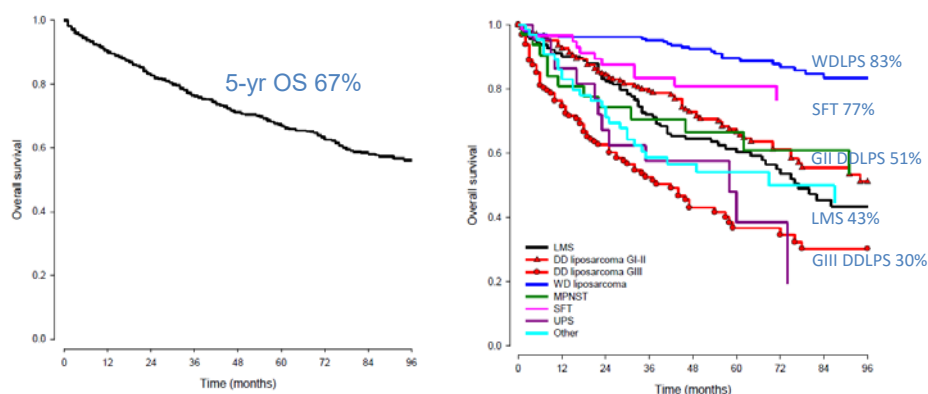 1.0
0.8
0.6
0.4
0.2
0.0
Overall survival
5-yr OS 67%
0 12 24 36 48 60 72 84 96
Time (months)
1.0
0.8
0.6
0.4
0.2
0.0
Overall survival
WDLPS 83%
SFT 77%
GII DDLPS 51%
LMS 43%
GIII DDLPS 30%
LMS
DD liposarcoma GI-II
DD liposarcoma GIII
WD liposarcoma
MPNST
SFT
UPS
Other
0 12 24 36 48 60 72 84 96
Time (months)